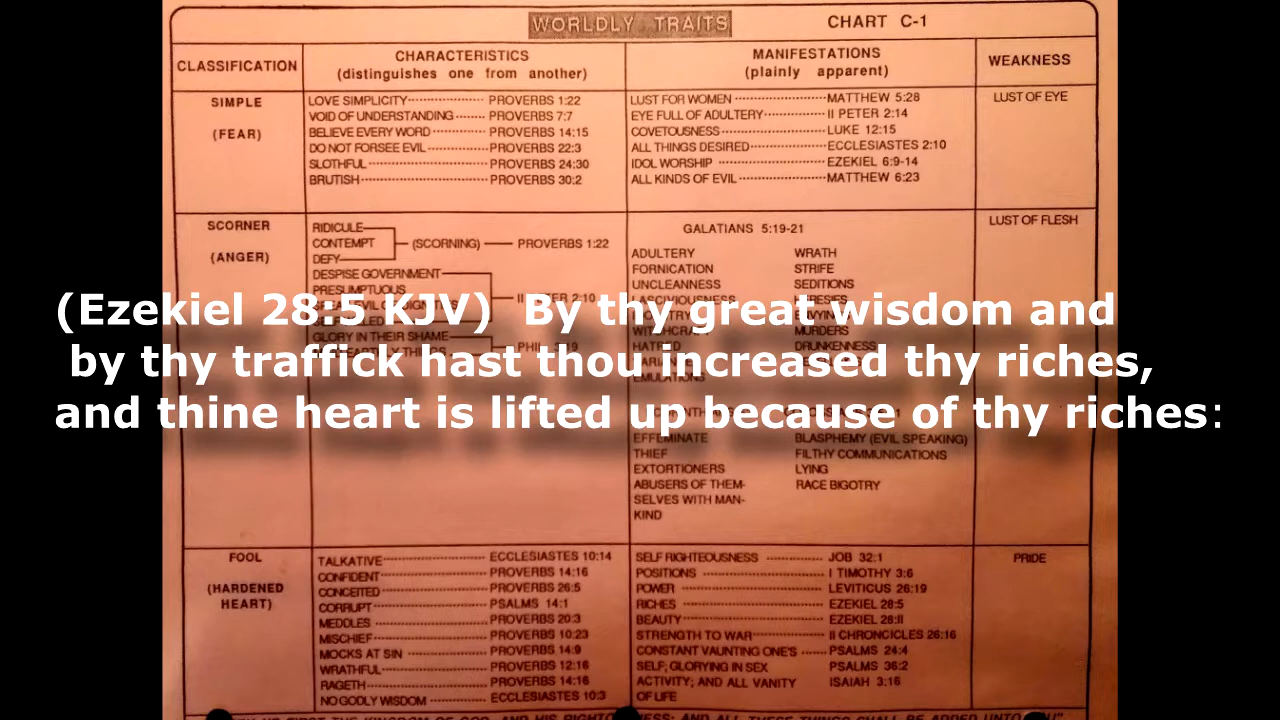 WORLDLY TRAITS CHART C-1
CLASSIFICATION
CHARACTERISTICS
(distinguishes one from another)
MANIFESTATIONS
(plainly apparent)
WEAKNESS
SIMPLE
(FEAR)
LOVE SIMPLICITY PROVERBS 1:22
VOID OF UNDERSTANDING PROVERBS 7:7
BELIEVE EVERY WORD PROVERBS 14:15
DO NOT FORSEE EVIL PROVERBS 22:3
SLOTHFUL PROVERBS 24:30
BRUTISH PROVERBS 30:2
LUST FOR WOMEN MATTHEW 5:28
EYE FULL OF ADULTERY II PETER 2:14
COVETOUSNESS LUKE 12:15
ALL THINGS DESIRED ECCLESIASTES 2:10
IDOL WORSHIP EZEKIEL 6:9-14
ALL KINDS OF EVIL MATTHEW 6:23
LUST OF EYE
SCORNER
(ANGER)
RIDICULE
CONTEMPT (SCORNING) PROVERBS 1:22
DEFY
DESPISE GOVERNMENT
PRESUMPTUOUS
GLORY IN THEIR SHAME
GALATIANS 5:19-21
ADULTERY WRATH
FORNICATION STRIFE
UNCLEANNESS SEDITIONS
LASCIVIOUSNESS HERESIES
WITCHCRAFT MURDERS
HATRED DRUNKENNESS
EMULATIONS
EFFEMINATE BLASPHEMY (EVIL SPEAKING)
THIEF FILTHY COMMUNICATIONS
EXTORTIONERS LYING
ABUSERS OF THEM- RACE BIGOTRY
SELVES WITH MAN-
KIND
LUST OF FLESH
(Ezekiel 28:5 KJV) By thy great wisdom and
by thy traffick hast thou increased thy riches,
and thine heart is lifted up because of thy riches:
FOOL
(HARDENED
HEART)
TALKATIVE ECCLESIASTES 10:14
CONFIDENT PROVERBS 14:16
CONCEITED PROVERBS 26:5
CORRUPT PSALMS 14:1
MEDDLES PROVERBS 20:3
MISCHIEF PROVERBS 10:23
MOCKS AT SIN PROVERBS 14:9
WRATHFUL PROVERBS 12:16
RAGETH PROVERBS 14:16
NO GODLY WISDOM ECCLESIASTES 10:3
SELF RIGHTEOUSNESS JOB 32:1
POSITIONS I TIMOTHY 3:6
POWER LEVITICUS 26:19
RICHES EZEKIEL 28:5
BEAUTY EZEKIEL 28:II
STRENGTH TO WAR II CHRONCICLES 26:16
CONSTANT VAUNTING ONE'S PSALMS 24:4
SELF; GLORYING IN SEX PSALMS 36:2
ACTIVITY; AND ALL VANITY ISAIAH 3:16
OF LIFE
PRIDE